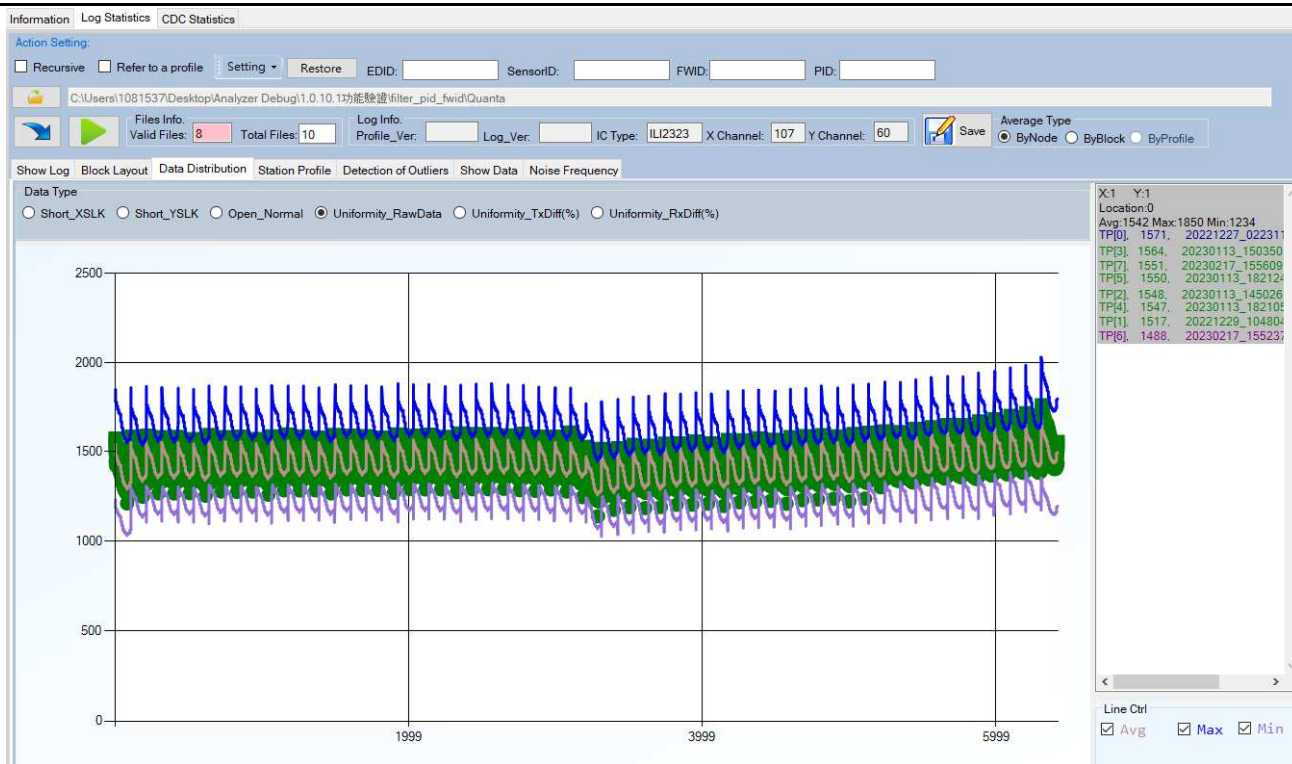 Information Log Statistics CDC Statistics
Action Setting:
Recursive Refer to a profile Setting Restore EDID: SensorID: FWID: PID:
C:\Users\1081537\Desktop\Analyzer Debug\1.0.10.1功能驗證\filter_pid_fwid\Quanta
Files Info. Log Info. Average Type
Valid Files: 8 Total Files: 10 Profile_Ver: Log_Ver: IC Type: ILI2323 X Channel: 107 Y Channel: 60 Save ByNode ByBlock ByProfile
Show Log Block Layout Data Distribution Station Profile Detection of Outliers Show Data Noise Frequency
Data Type
Short_XSLK Short_YSLK Open_Normal Uniformity_RawData Uniformity_TxDiff(%) Uniformity_RxDiff(%)
X:1 Y:1
Location:0
Avg:1542 Max:1850 Min:1234
TP[0], 1571, 20221227_022311
TP[3], 1564, 20230113_150350
TP[7], 1551, 20230217_155609
TP[5], 1550, 20230113_182124
TP[2], 1548, 20230113_145026
TP[4], 1547, 20230113_182105
TP[1], 1517, 20221229_104804
TP[6], 1488, 20230217_155237
2500
2000
1500
1000
500
0
1999 3999 5999
Line Ctrl
Avg Max Min